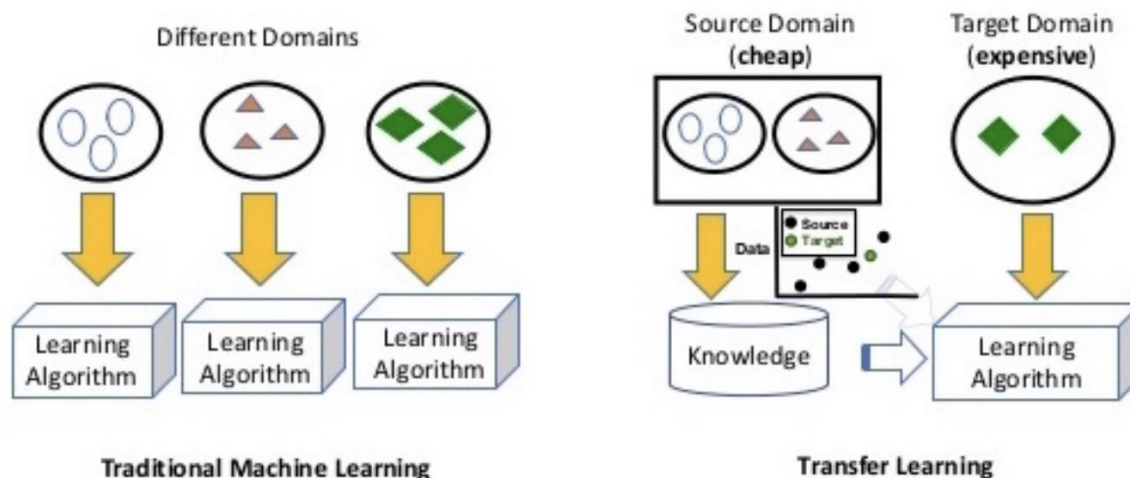 Different Domains
Learning
Algorithm
Learning
Algorithm
Learning
Algorithm
Traditional Machine Learning
Source Domain
(cheap)
Target Domain
(expensive)
Source
Target
Data
Knowledge
Learning
Algorithm
Transfer Learning